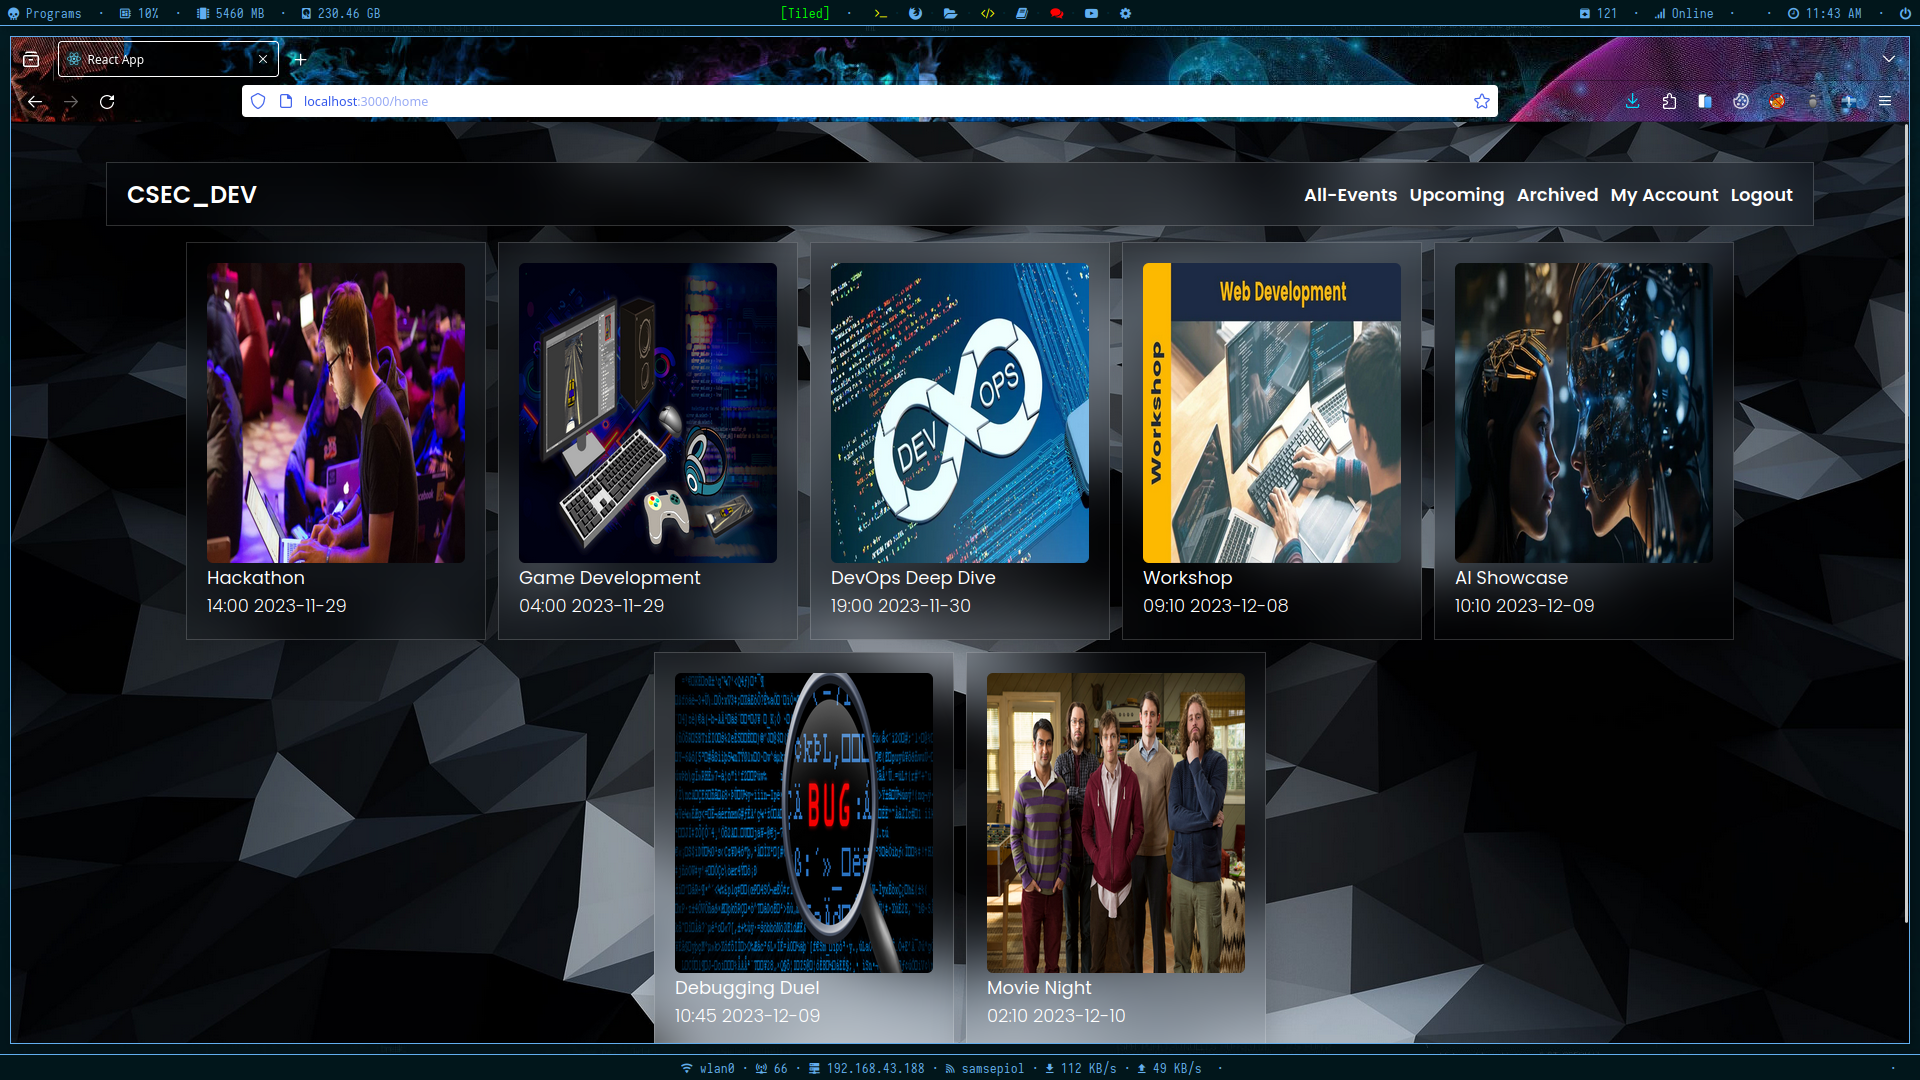 Programs · 10% · 5460 MB · 230.46 GB
[Tiled]
121 · Online · 11:43 AM
React App
localhost:3000/home
CSEC_DEV
All-Events Upcoming Archived My Account Logout
DEV OPS
Web Development
Workshop
Hackathon
14:00 2023-11-29
Game Development
04:00 2023-11-29
DevOps Deep Dive
19:00 2023-11-30
Workshop
09:10 2023-12-08
AI Showcase
10:10 2023-12-09
BUG
Debugging Duel
10:45 2023-12-09
Movie Night
02:10 2023-12-10
wlan0 · 66 · 192.168.43.188 · samsepiol · 112 KB/s · 49 KB/s ·